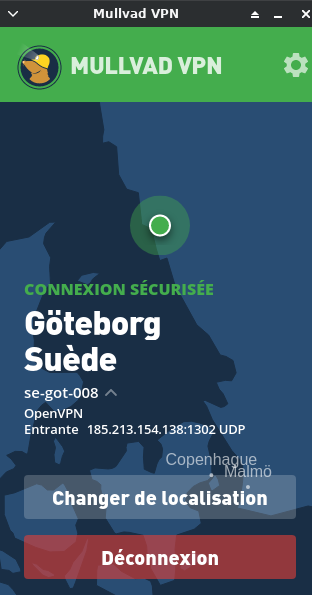 Mullvad VPN
MULLVAD VPN
CONNEXION SÉCURISÉE
Göteborg
Suède
se-got-008
OpenVPN
Entrante 185.213.154.138:1302 UDP
Copenhague
Malmö
Changer de localisation
Déconnexion